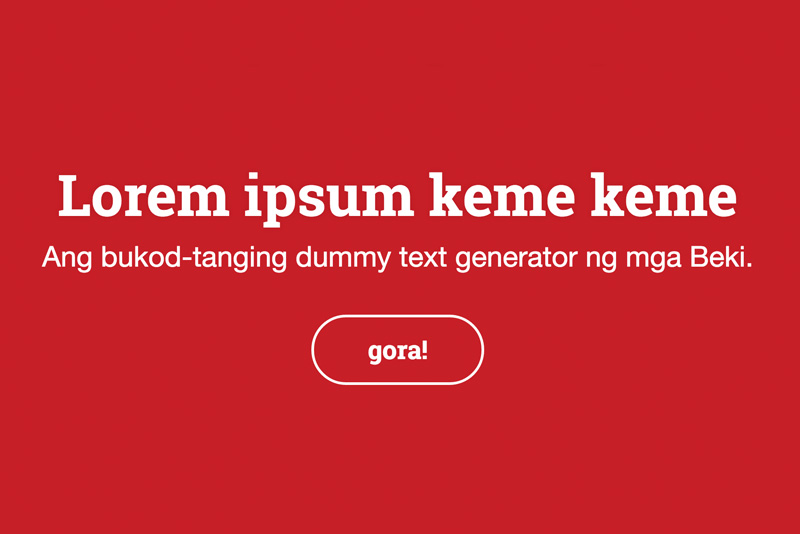 Lorem ipsum keme keme
Ang bukod-tanging dummy text generator ng mga Beki.
gora!